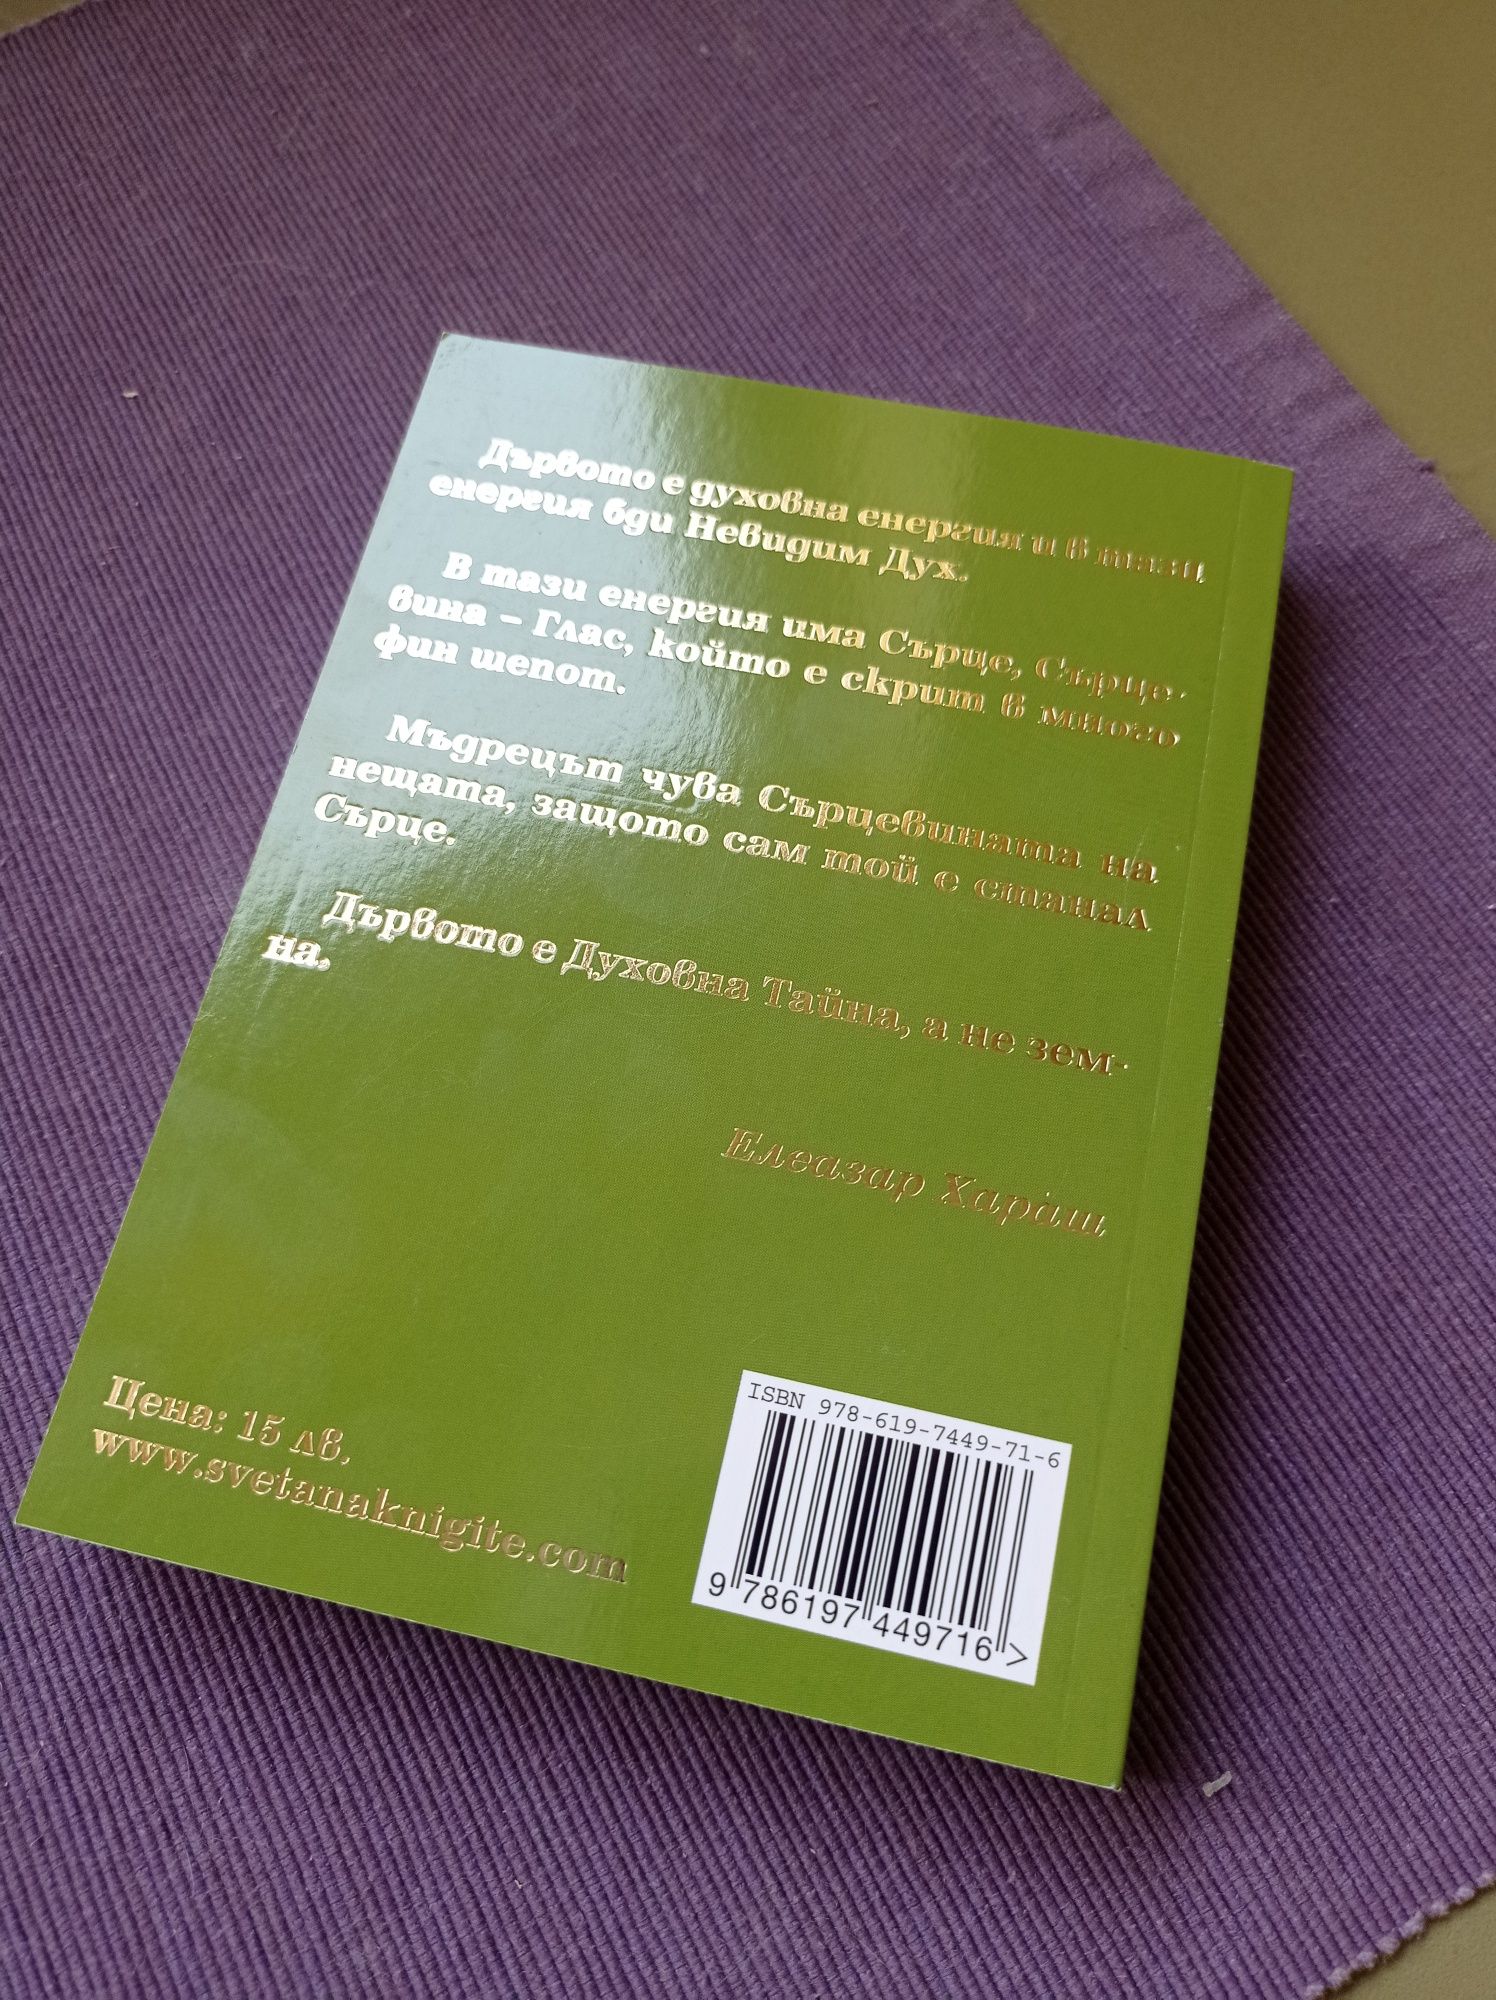 Дървото е духовна енергия и в тази
енергия бди Невидим Дух.
В тази енергия има Сърце, Сърце-
вина – Глас, който е скрит в много
фин шепот.
Мъдрецът чува Сърцевината на
нещата, защото сам той е станал
Сърце.
Дървото е Духовна Тайна, а не зем-
на.
Елеазар Хараш
Цена: 15 лв.
www.svetanaknigite.com
ISBN 978-619-7449-71-6
9 786197 449716 >